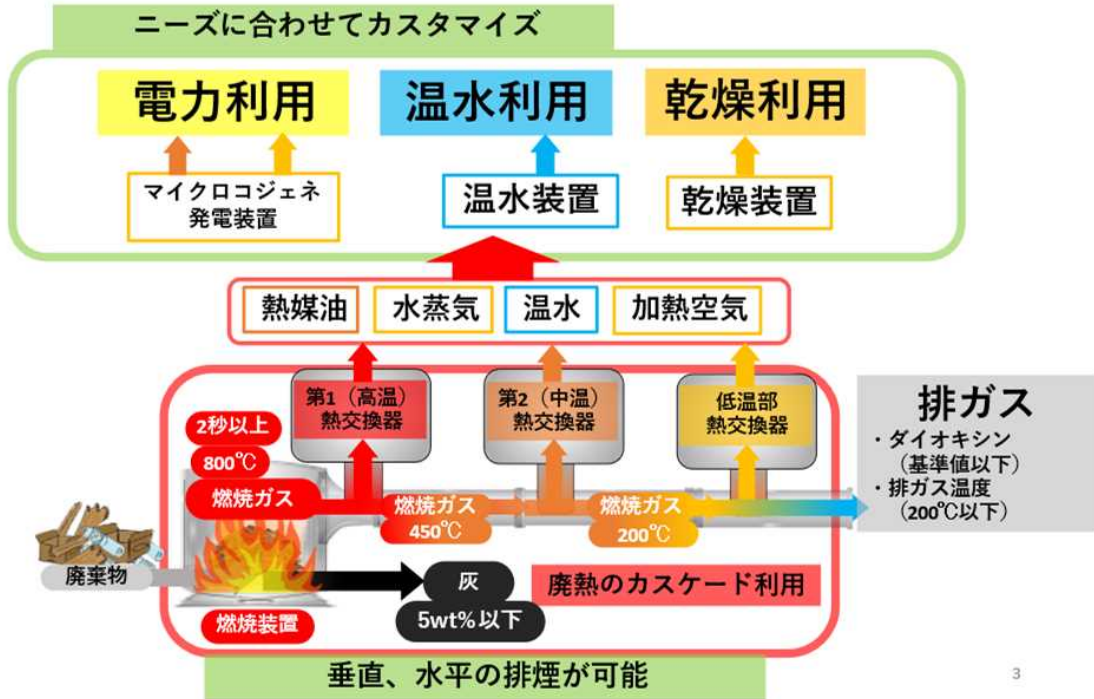 ニーズに合わせてカスタマイズ
電力利用
温水利用
乾燥利用
マイクロコジェネ
発電装置
温水装置
乾燥装置
熱媒油
水蒸気
温水
加熱空気
第1（高温）
熱交換器
第2（中温）
熱交換器
低温部
熱交換器
2秒以上
800℃
燃焼ガス
燃焼ガス
450℃
燃焼ガス
200℃
排ガス
・ダイオキシン
（基準値以下）
・排ガス温度
（200℃以下）
廃棄物
燃焼装置
灰
5wt%以下
廃熱のカスケード利用
垂直、水平の排煙が可能
3